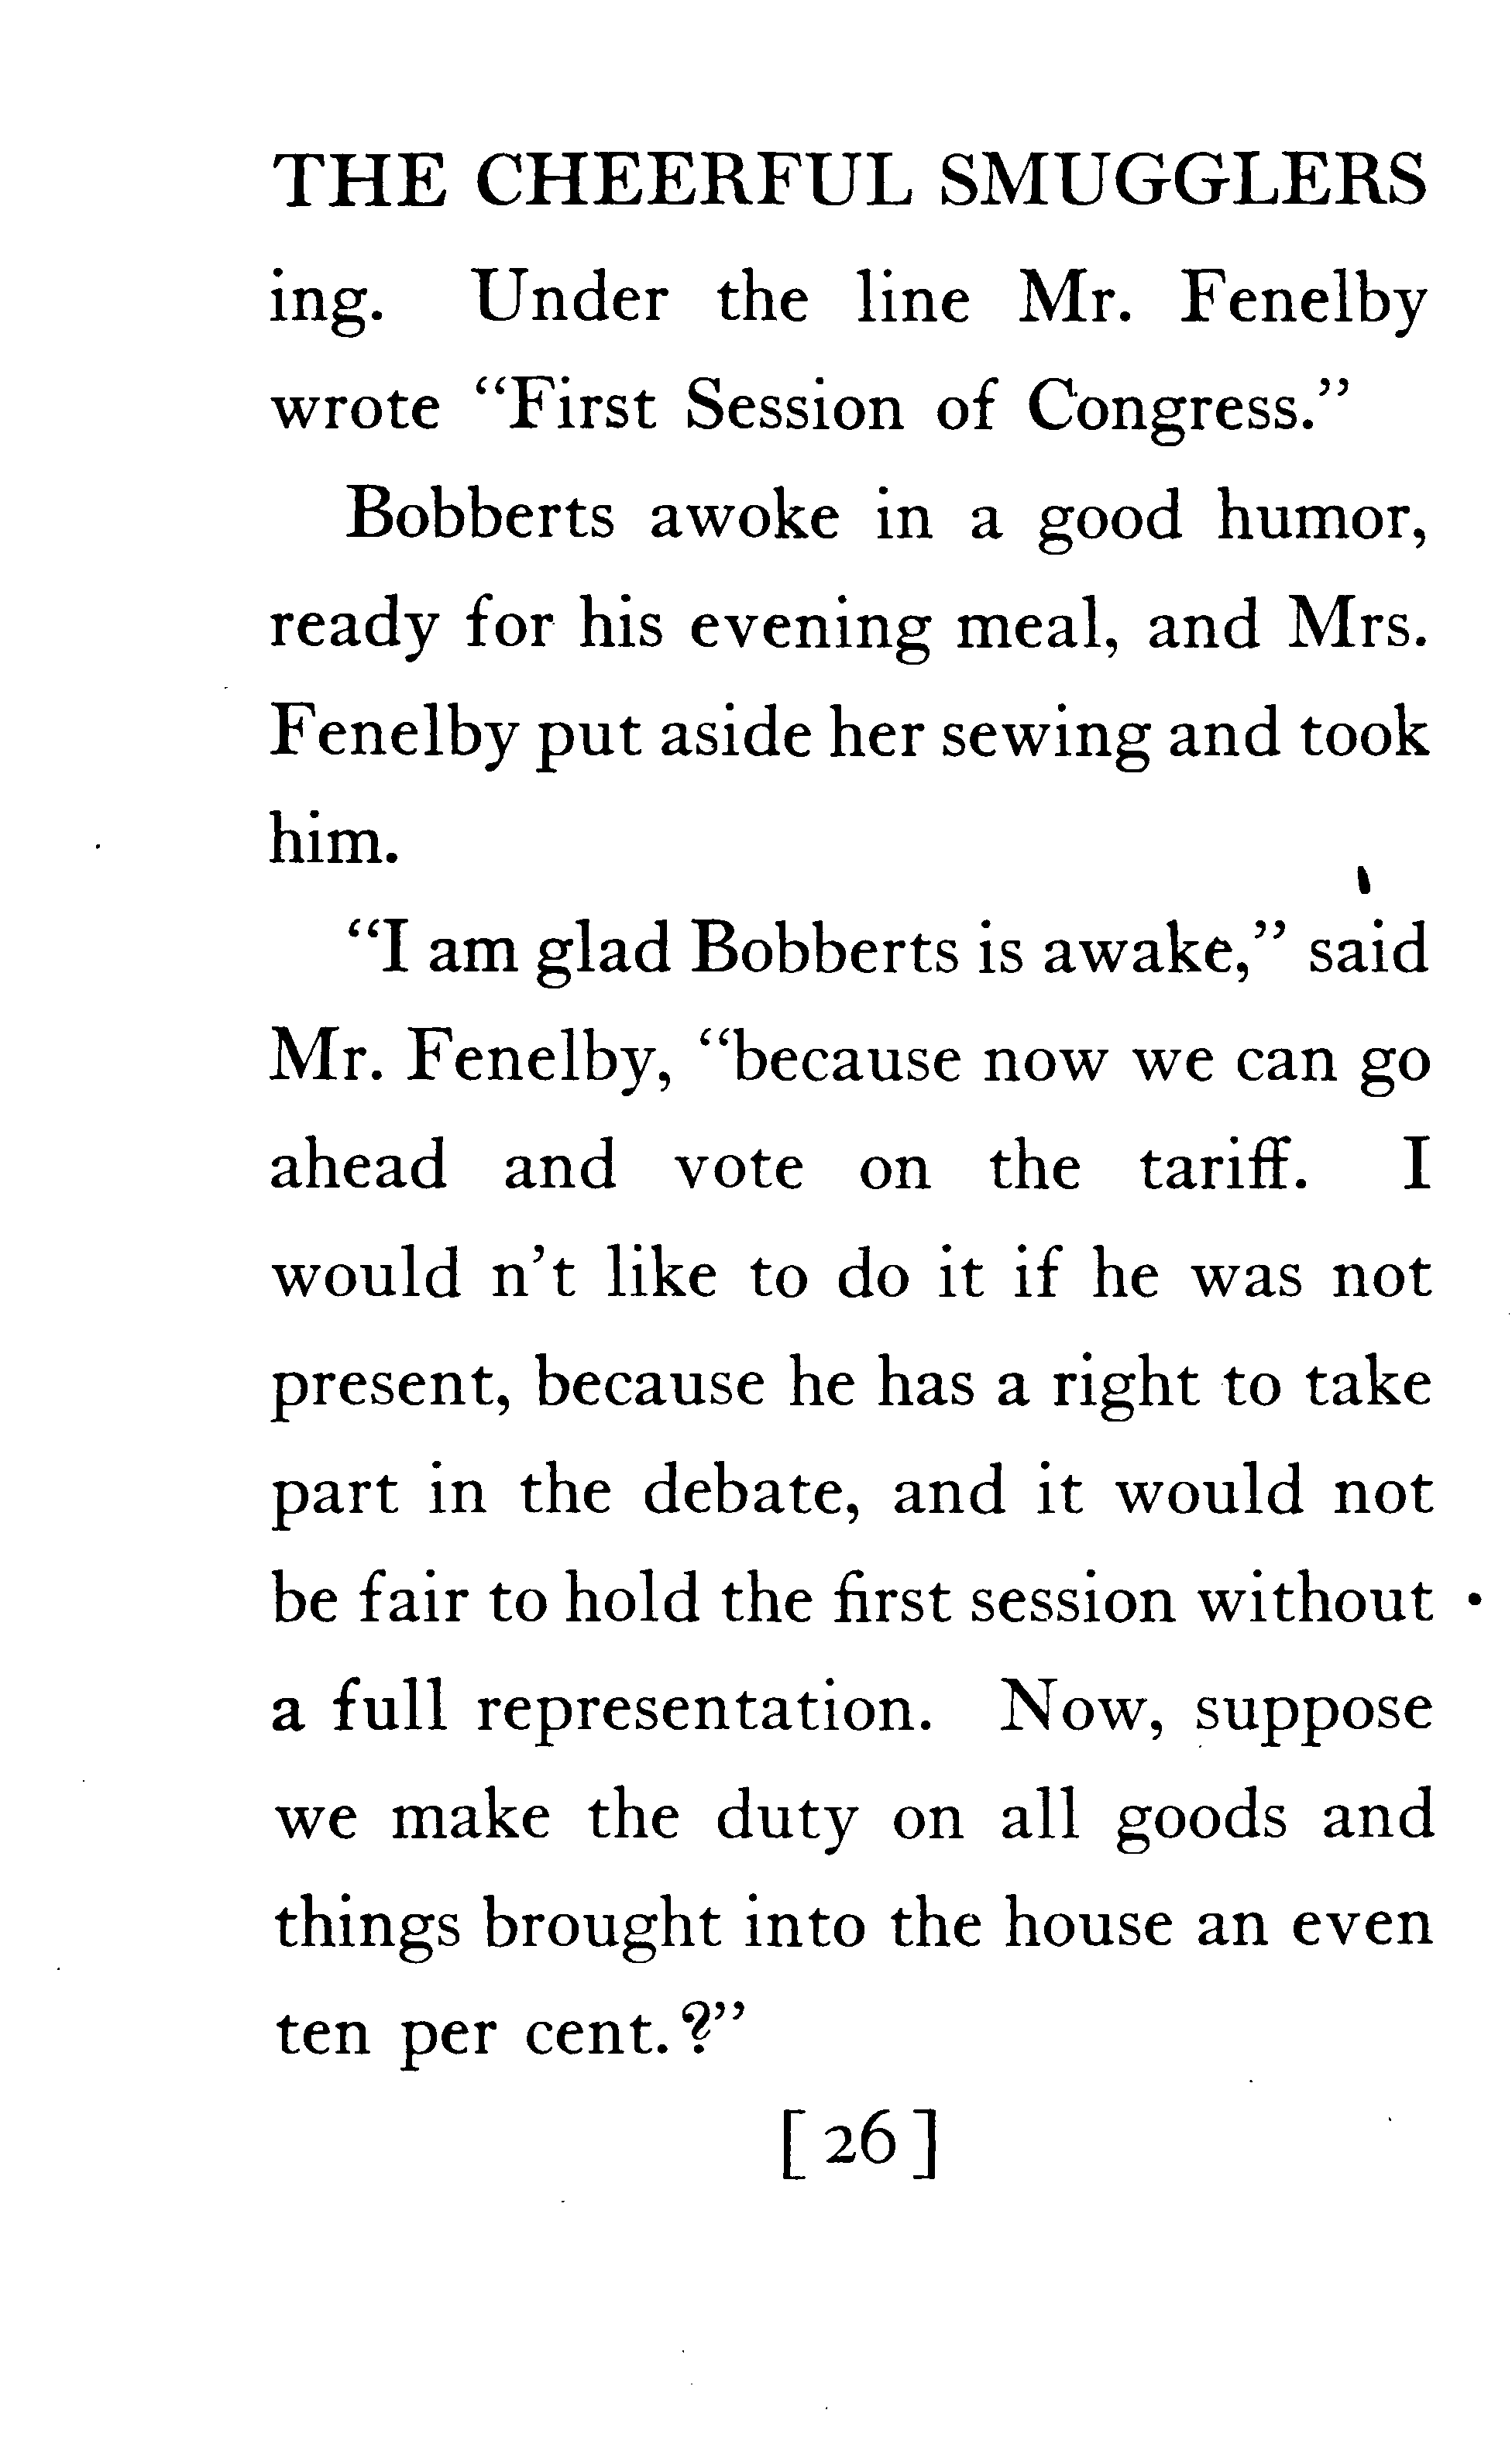 THE CHEERFUL SMUGGLERS
ing. Under the line Mr. Fenelby
wrote "First Session of Congress."
Bobberts awoke in a good humor,
ready for his evening meal, and Mrs.
Fenelby put aside her sewing and took
him.
"I am glad Bobberts is awake," said
Mr. Fenelby, "because now we can go
ahead and vote on the tariff. I
would n't like to do it if he was not
present, because he has a right to take
part in the debate, and it would not
be fair to hold the first session without
a full representation. Now, suppose
we make the duty on all goods and
things brought into the house an even
ten per cent.?"
[26]